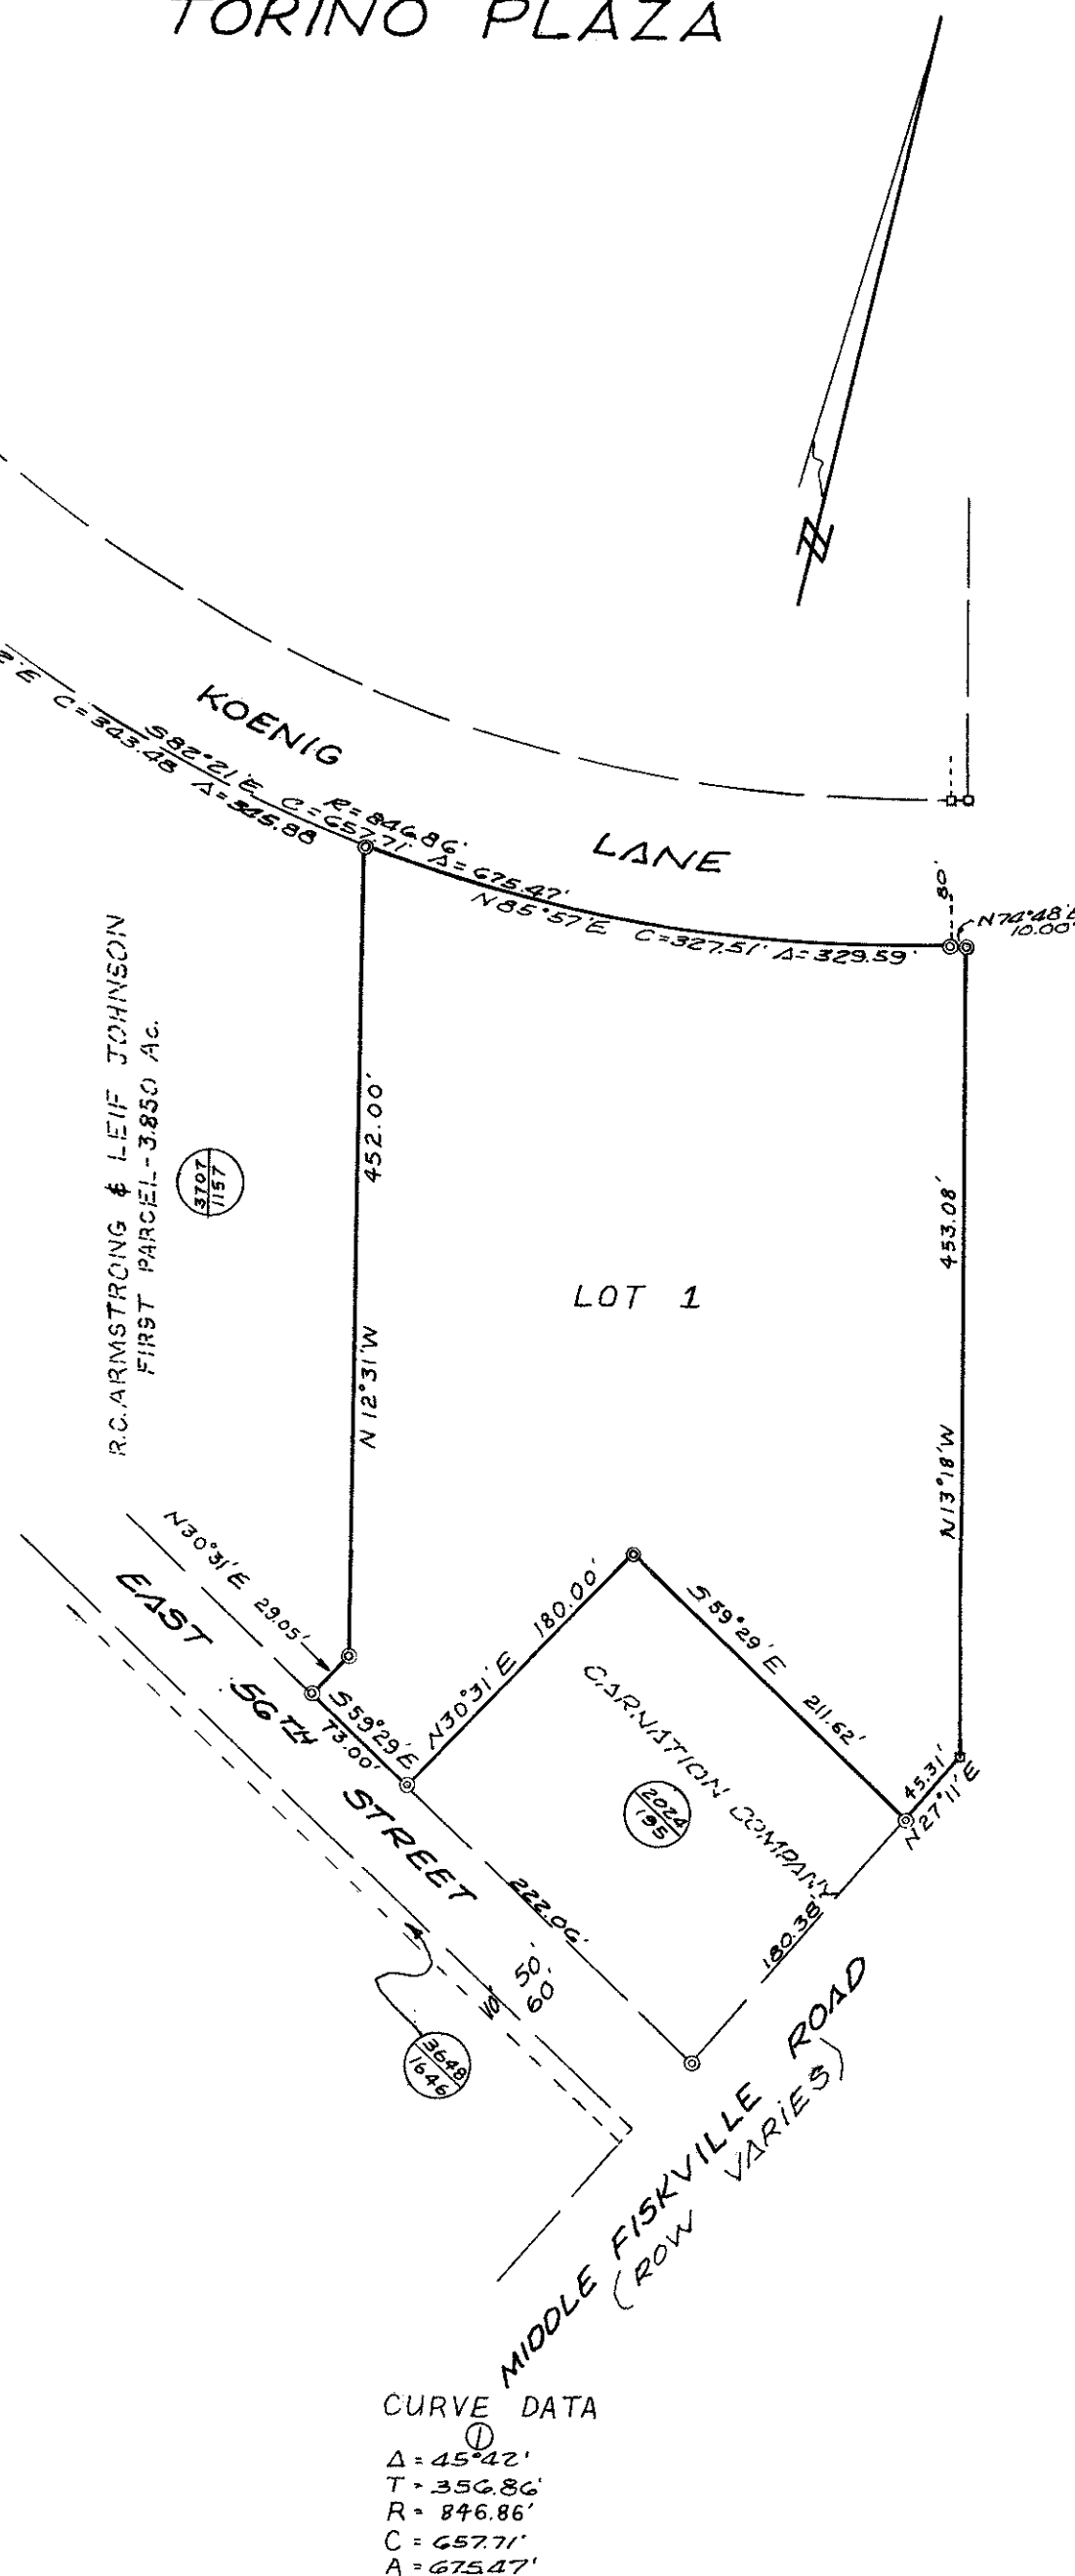 TORINO PLAZA
KOENIG
LANE
2'E C=343.48 A=345.88
S82°21'E C=657.71' A=675.47'
R=846.86'
N85°57'E C=327.51' A=329.59'
80'
N74°48'E
10.00'
R.C. ARMSTRONG & LEIF JOHNSON
FIRST PARCEL-3.850 Ac.
3707
1157
452.00'
N 12°31'W
LOT 1
453.08'
N13°18'W
N30°31'E 29.05'
EAST 56TH STREET
S59°29'E
73.00'
N30°31'E 180.00'
S59°29'E 211.62'
CARNATION COMPANY
2024
195
45.31'
N27°11'E
222.06'
180.38'
10'
50'
60'
3648
1646
MIDDLE FISKVILLE ROAD
(ROW VARIES)
CURVE DATA
1
Δ = 45°42'
T = 356.86'
R = 846.86'
C = 657.71'
A = 675.47'